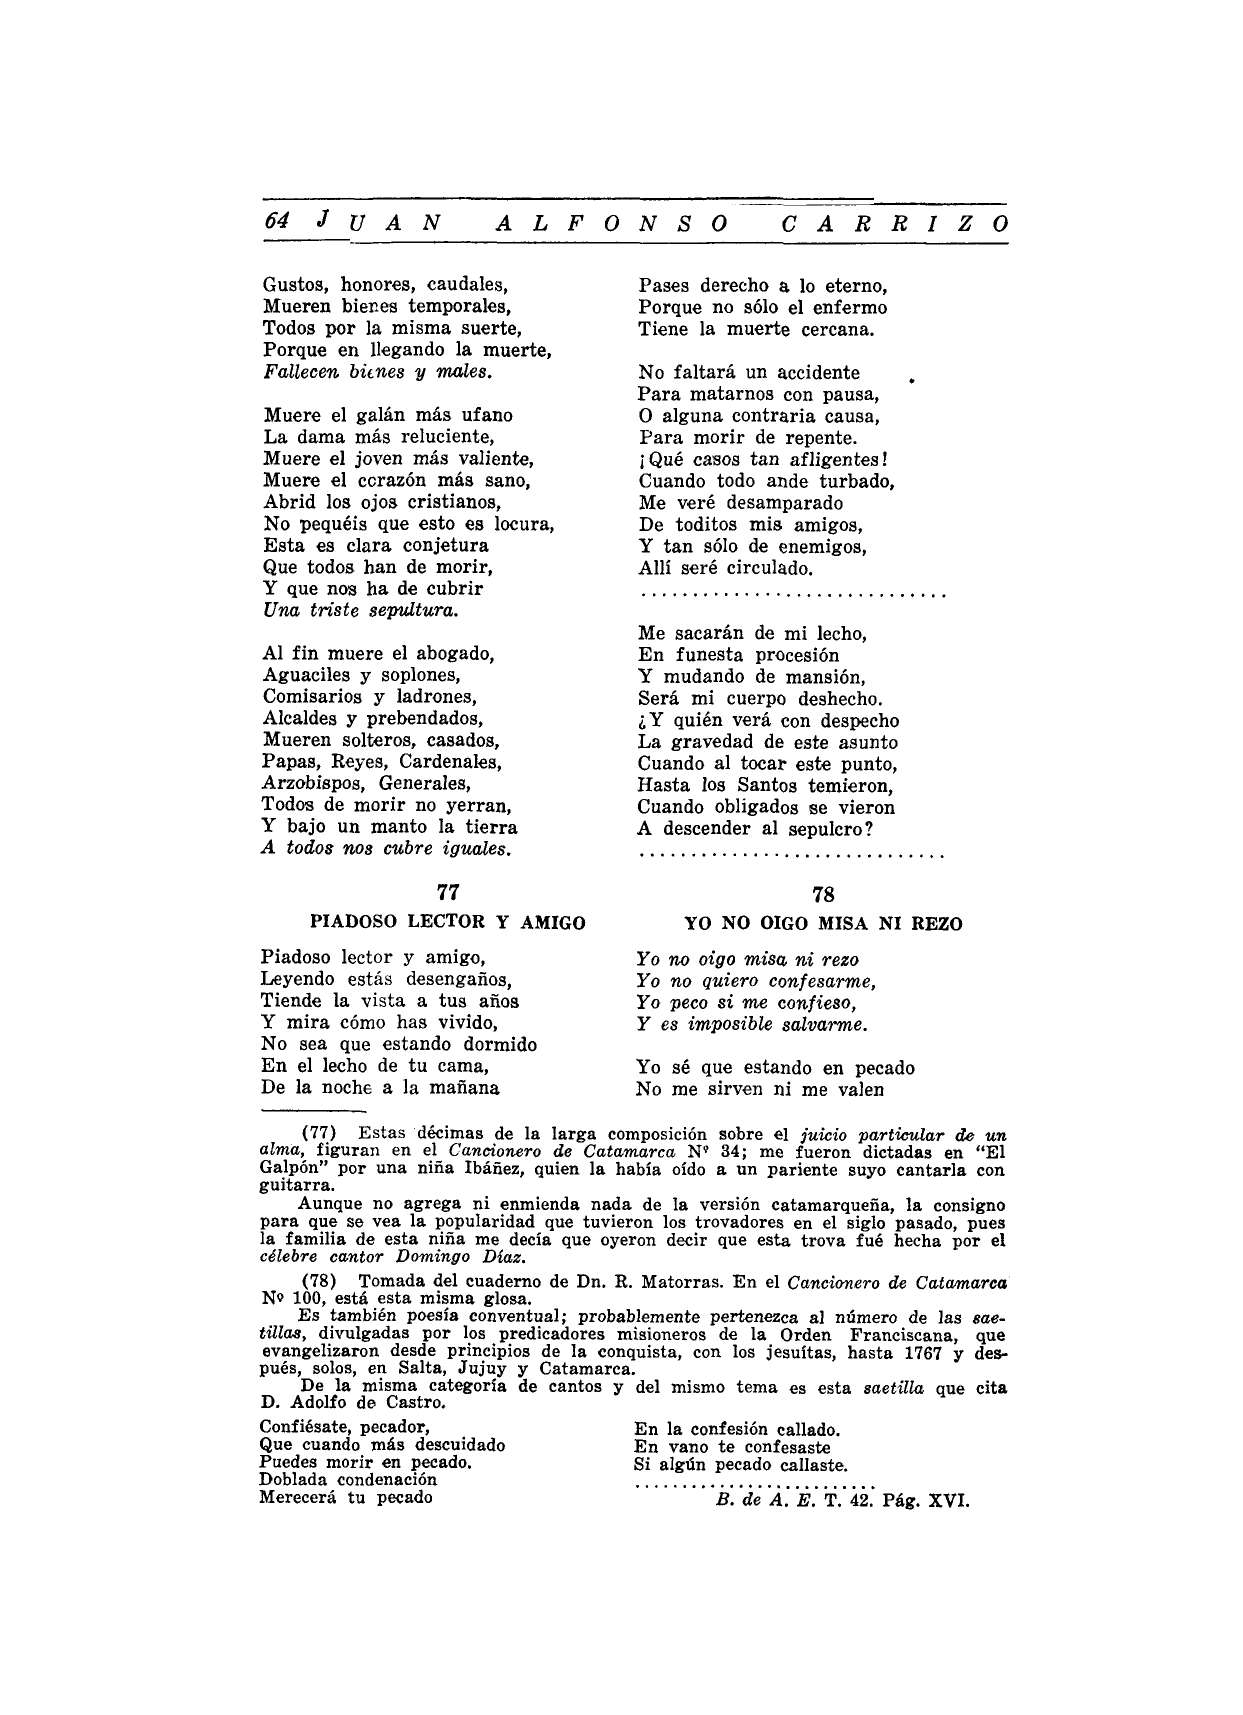 64 JUAN ALFONSO CARRIZO
Gustos, honores, caudales,
Mueren bienes temporales,
Todos por la misma suerte,
Porque en llegando la muerte,
Fallecen bienes y males.
Muere el galán más ufano
La dama más reluciente,
Muere el joven más valiente,
Muere el corazón más sano,
Abrid los ojos cristianos,
No pequéis que esto es locura,
Esta es clara conjetura
Que todos han de morir,
Y que nos ha de cubrir
Una triste sepultura.
Al fin muere el abogado,
Aguaciles y soplones,
Comisarios y ladrones,
Alcaldes y prebendados,
Mueren solteros, casados,
Papas, Reyes, Cardenales,
Arzobispos, Generales,
Todos de morir no yerran,
Y bajo un manto la tierra
A todos nos cubre iguales.
77
PIADOSO LECTOR Y AMIGO
Piadoso lector y amigo,
Leyendo estás desengaños,
Tiende la vista a tus años
Y mira cómo has vivido,
No sea que estando dormido
En el lecho de tu cama,
De la noche a la mañana
Pases derecho a lo eterno,
Porque no sólo el enfermo
Tiene la muerte cercana.
No faltará un accidente
Para matarnos con pausa,
O alguna contraria causa,
Para morir de repente.
¡Qué casos tan afligentes!
Cuando todo ande turbado,
Me veré desamparado
De toditos mis amigos,
Y tan sólo de enemigos,
Allí seré circulado.
..............................
Me sacarán de mi lecho,
En funesta procesión
Y mudando de mansión,
Será mi cuerpo deshecho.
¿Y quién verá con despecho
La gravedad de este asunto
Cuando al tocar este punto,
Hasta los Santos temieron,
Cuando obligados se vieron
A descender al sepulcro?
..............................
78
YO NO OIGO MISA NI REZO
Yo no oigo misa ni rezo
Yo no quiero confesarme,
Yo peco si me confieso,
Y es imposible salvarme.
Yo sé que estando en pecado
No me sirven ni me valen
(77) Estas décimas de la larga composición sobre el juicio particular de un
alma, figuran en el Cancionero de Catamarca Nº 34; me fueron dictadas en “El
Galpón” por una niña Ibáñez, quien la había oído a un pariente suyo cantarla con
guitarra.
Aunque no agrega ni enmienda nada de la versión catamarqueña, la consigno
para que se vea la popularidad que tuvieron los trovadores en el siglo pasado, pues
la familia de esta niña me decía que oyeron decir que esta trova fué hecha por el
célebre cantor Domingo Díaz.
(78) Tomada del cuaderno de Dn. R. Matorras. En el Cancionero de Catamarca
Nº 100, está esta misma glosa.
Es también poesía conventual; probablemente pertenezca al número de las sae-
tillas, divulgadas por los predicadores misioneros de la Orden Franciscana, que
evangelizaron desde principios de la conquista, con los jesuítas, hasta 1767 y des-
pués, solos, en Salta, Jujuy y Catamarca.
De la misma categoría de cantos y del mismo tema es esta saetilla que cita
D. Adolfo de Castro.
Confiésate, pecador,
Que cuando más descuidado
Puedes morir en pecado.
Doblada condenación
Merecerá tu pecado
En la confesión callado.
En vano te confesaste
Si algún pecado callaste.
..........................
B. de A. E. T. 42. Pág. XVI.